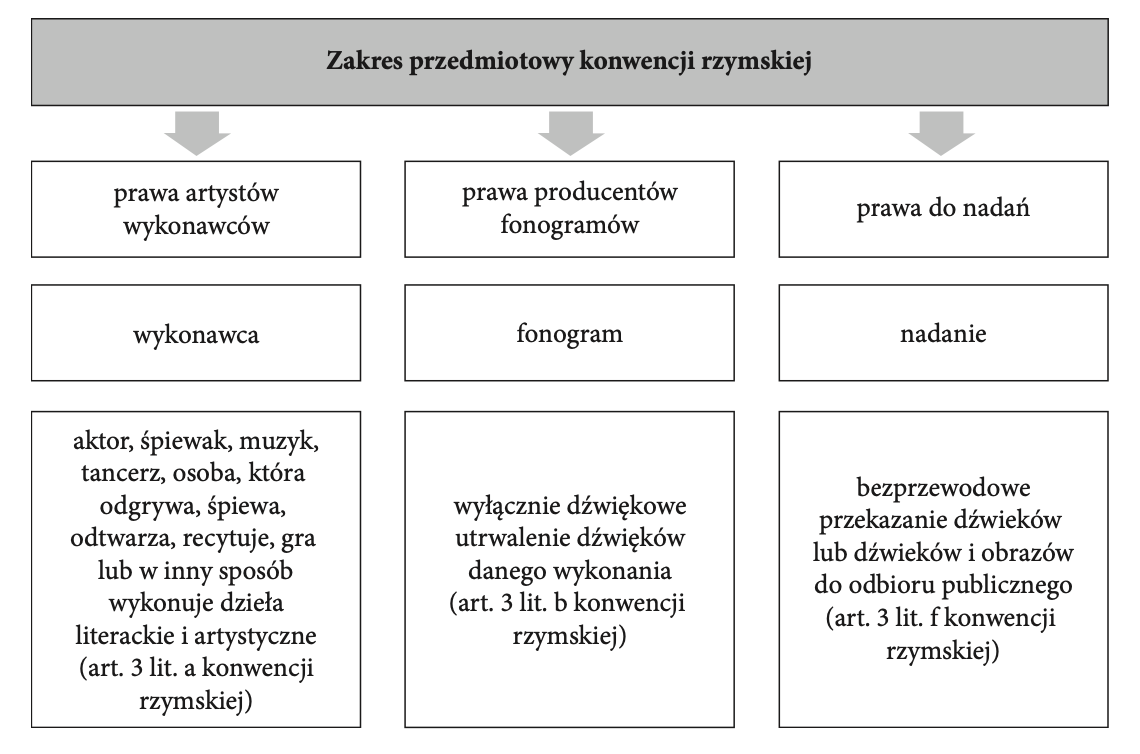 Zakres przedmiotowy konwencji rzymskiej
prawa artystów
wykonawców
prawa producentów
fonogramów
prawa do nadań
wykonawca
fonogram
nadanie
aktor, śpiewak, muzyk,
tancerz, osoba, która
odgrywa, śpiewa,
odtwarza, recytuje, gra
lub w inny sposób
wykonuje dzieła
literackie i artystyczne
(art. 3 lit. a konwencji
rzymskiej)
wyłącznie dźwiękowe
utrwalenie dźwięków
danego wykonania
(art. 3 lit. b konwencji
rzymskiej)
bezprzewodowe
przekazanie dźwieków
lub dźwieków i obrazów
do odbioru publicznego
(art. 3 lit. f konwencji
rzymskiej)